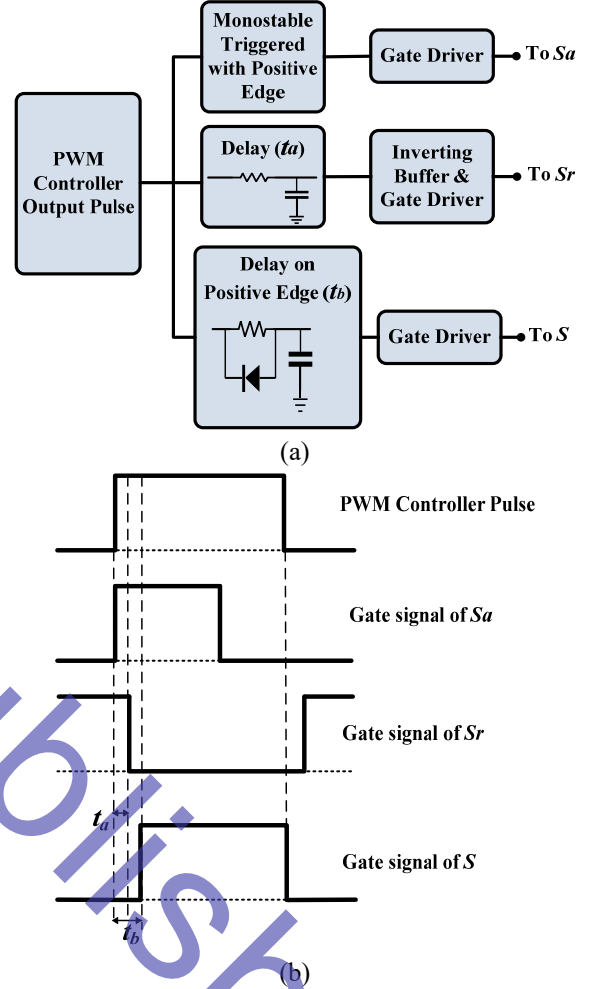 Monostable
Triggered
with Positive
Edge
Gate Driver
To Sa
PWM
Controller
Output Pulse
Delay (ta)
Inverting
Buffer &
Gate Driver
To Sr
Delay on
Positive Edge (tb)
Gate Driver
To S
(a)
PWM Controller Pulse
Gate signal of Sa
Gate signal of Sr
ta
Gate signal of S
tb
(b)